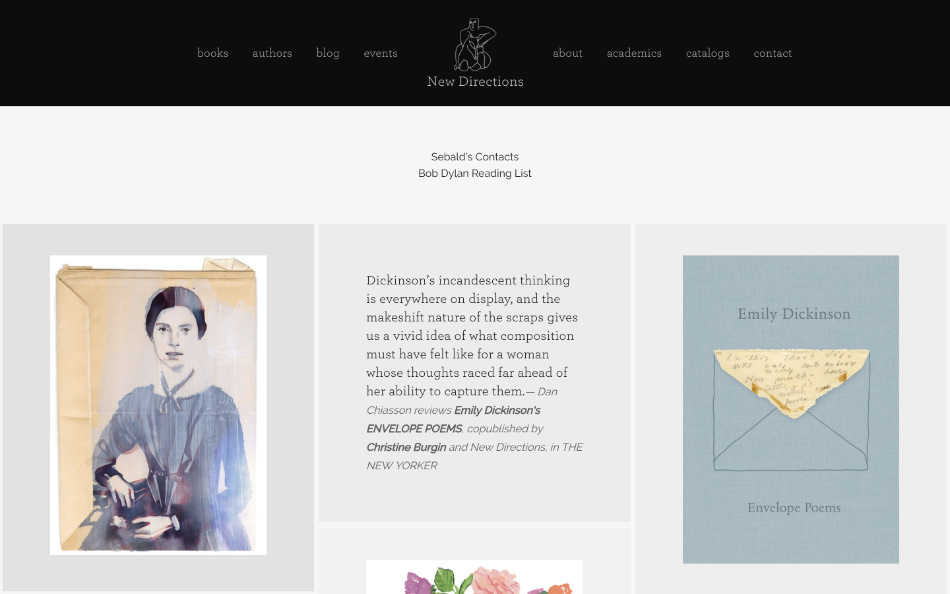 books authors blog events about academics catalogs contact
New Directions
Sebald's Contacts
Bob Dylan Reading List
Dickinson's incandescent thinking
is everywhere on display, and the
makeshift nature of the scraps gives
us a vivid idea of what composition
must have felt like for a woman
whose thoughts raced far ahead of
her ability to capture them.— Dan
Chiasson reviews Emily Dickinson's
ENVELOPE POEMS, copublished by
Christine Burgin and New Directions, in THE
NEW YORKER
Emily Dickinson
In this short Life
Envelope Poems